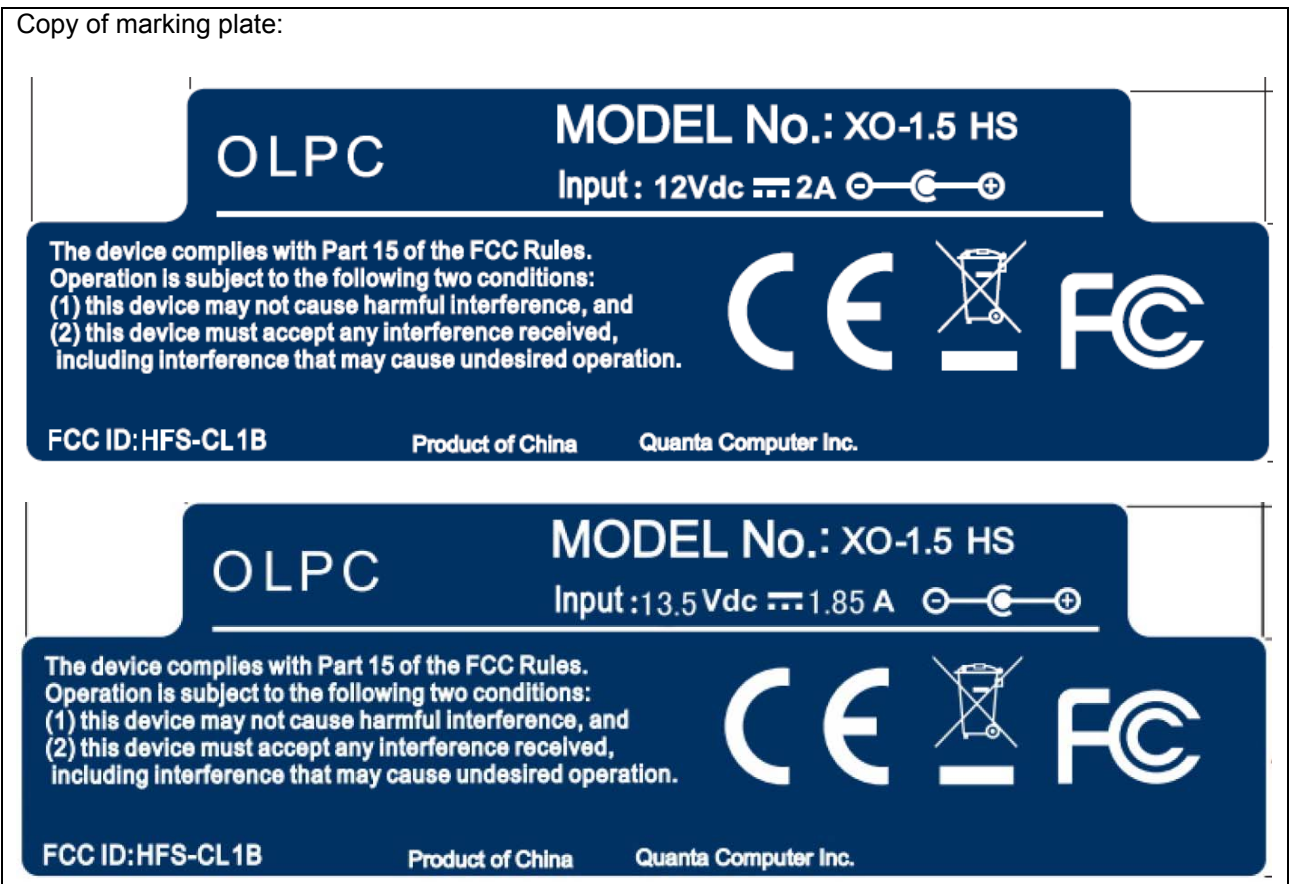 Copy of marking plate:
OLPC
MODEL No.: XO-1.5 HS
Input : 12Vdc 2A
The device complies with Part 15 of the FCC Rules.
Operation is subject to the following two conditions:
(1) this device may not cause harmful interference, and
(2) this device must accept any interference received,
including interference that may cause undesired operation.
CE
FC
FCC ID:HFS-CL1B
Product of China
Quanta Computer Inc.
OLPC
MODEL No.: XO-1.5 HS
Input :13.5 Vdc 1.85 A
The device complies with Part 15 of the FCC Rules.
Operation is subject to the following two conditions:
(1) this device may not cause harmful interference, and
(2) this device must accept any interference received,
including interference that may cause undesired operation.
CE
FC
FCC ID:HFS-CL1B
Product of China
Quanta Computer Inc.